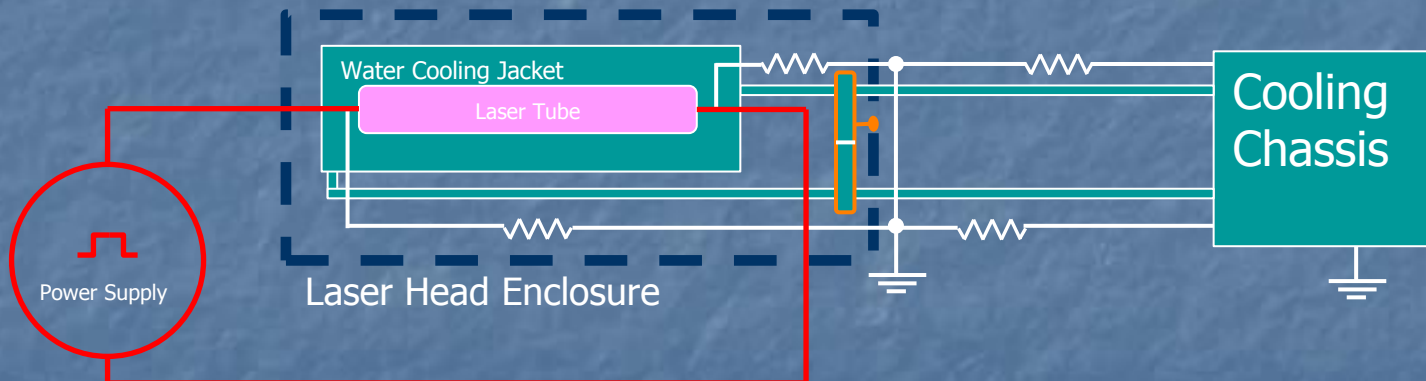 Water Cooling Jacket
Laser Tube
Cooling
Chassis
Power Supply
Laser Head Enclosure